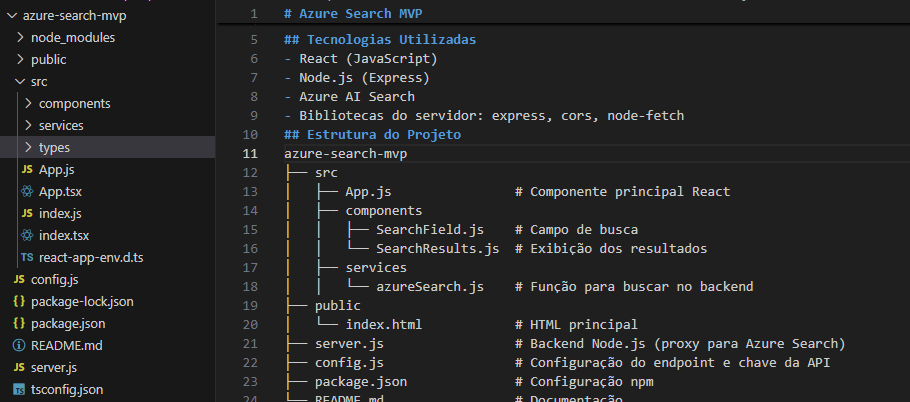 azure-search-mvp
node_modules
public
src
components
services
types
JS App.js
App.tsx
JS index.js
index.tsx
TS react-app-env.d.ts
JS config.js
{} package-lock.json
{} package.json
README.md
JS server.js
TS tsconfig.json
1 # Azure Search MVP
5 ## Tecnologias Utilizadas
6 - React (JavaScript)
7 - Node.js (Express)
8 - Azure AI Search
9 - Bibliotecas do servidor: express, cors, node-fetch
10 ## Estrutura do Projeto
11 azure-search-mvp
12 ├── src
13 │   ├── App.js # Componente principal React
14 │   ├── components
15 │   │   ├── SearchField.js # Campo de busca
16 │   │   └── SearchResults.js # Exibição dos resultados
17 │   ├── services
18 │   │   └── azureSearch.js # Função para buscar no backend
19 ├── public
20 │   └── index.html # HTML principal
21 ├── server.js # Backend Node.js (proxy para Azure Search)
22 ├── config.js # Configuração do endpoint e chave da API
23 ├── package.json # Configuração npm
24 └── README.md # Documentação